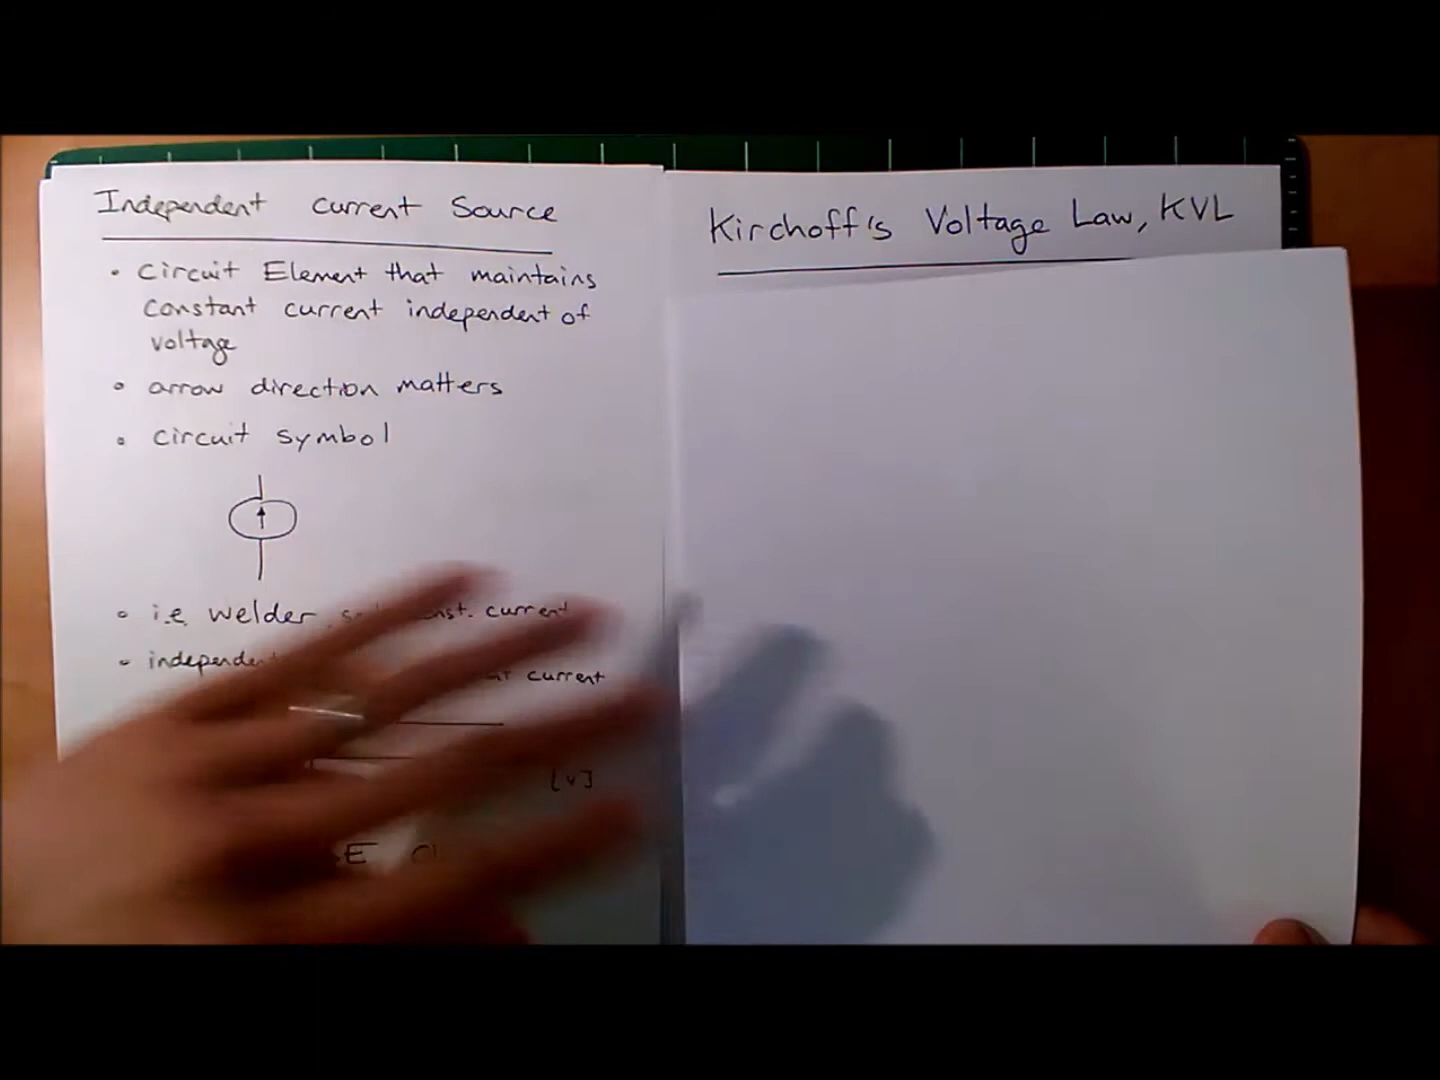 Independent current Source
• Circuit Element that maintains
constant current independent of
voltage
• arrow direction matters
• circuit symbol
• i.e. welder current
• independent
current
[v]
Kirchoff's Voltage Law, KVL